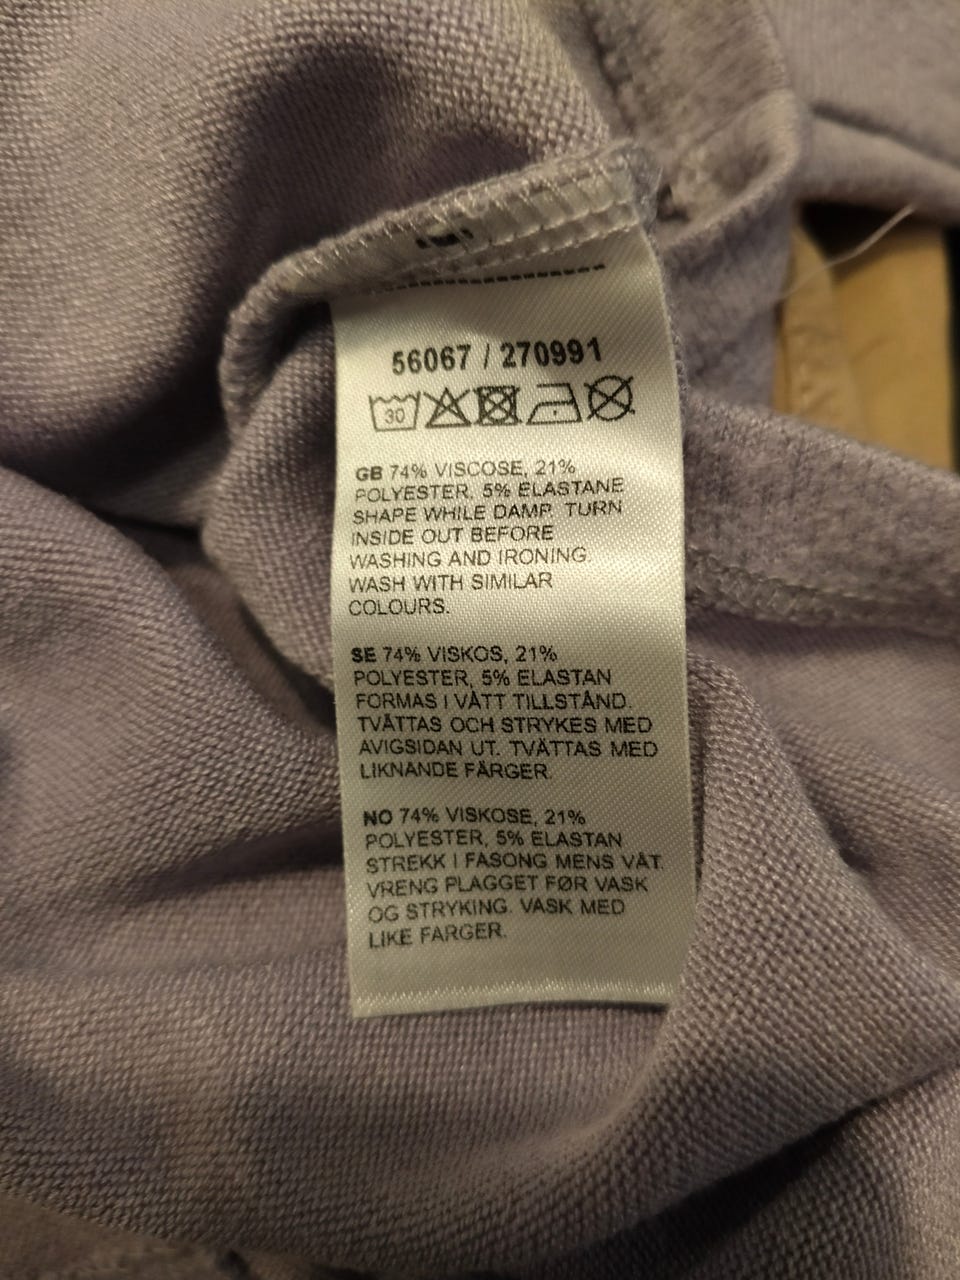 56067 / 270991
30
GB 74% VISCOSE, 21%
POLYESTER, 5% ELASTANE
SHAPE WHILE DAMP. TURN
INSIDE OUT BEFORE
WASHING AND IRONING.
WASH WITH SIMILAR
COLOURS.
SE 74% VISKOS, 21%
POLYESTER, 5% ELASTAN
FORMAS I VÅTT TILLSTÅND.
TVÄTTAS OCH STRYKES MED
AVIGSIDAN UT. TVÄTTAS MED
LIKNANDE FÄRGER.
NO 74% VISKOSE, 21%
POLYESTER, 5% ELASTAN
STREKK I FASONG MENS VÅT.
VRENG PLAGGET FØR VASK
OG STRYKING. VASK MED
LIKE FARGER.